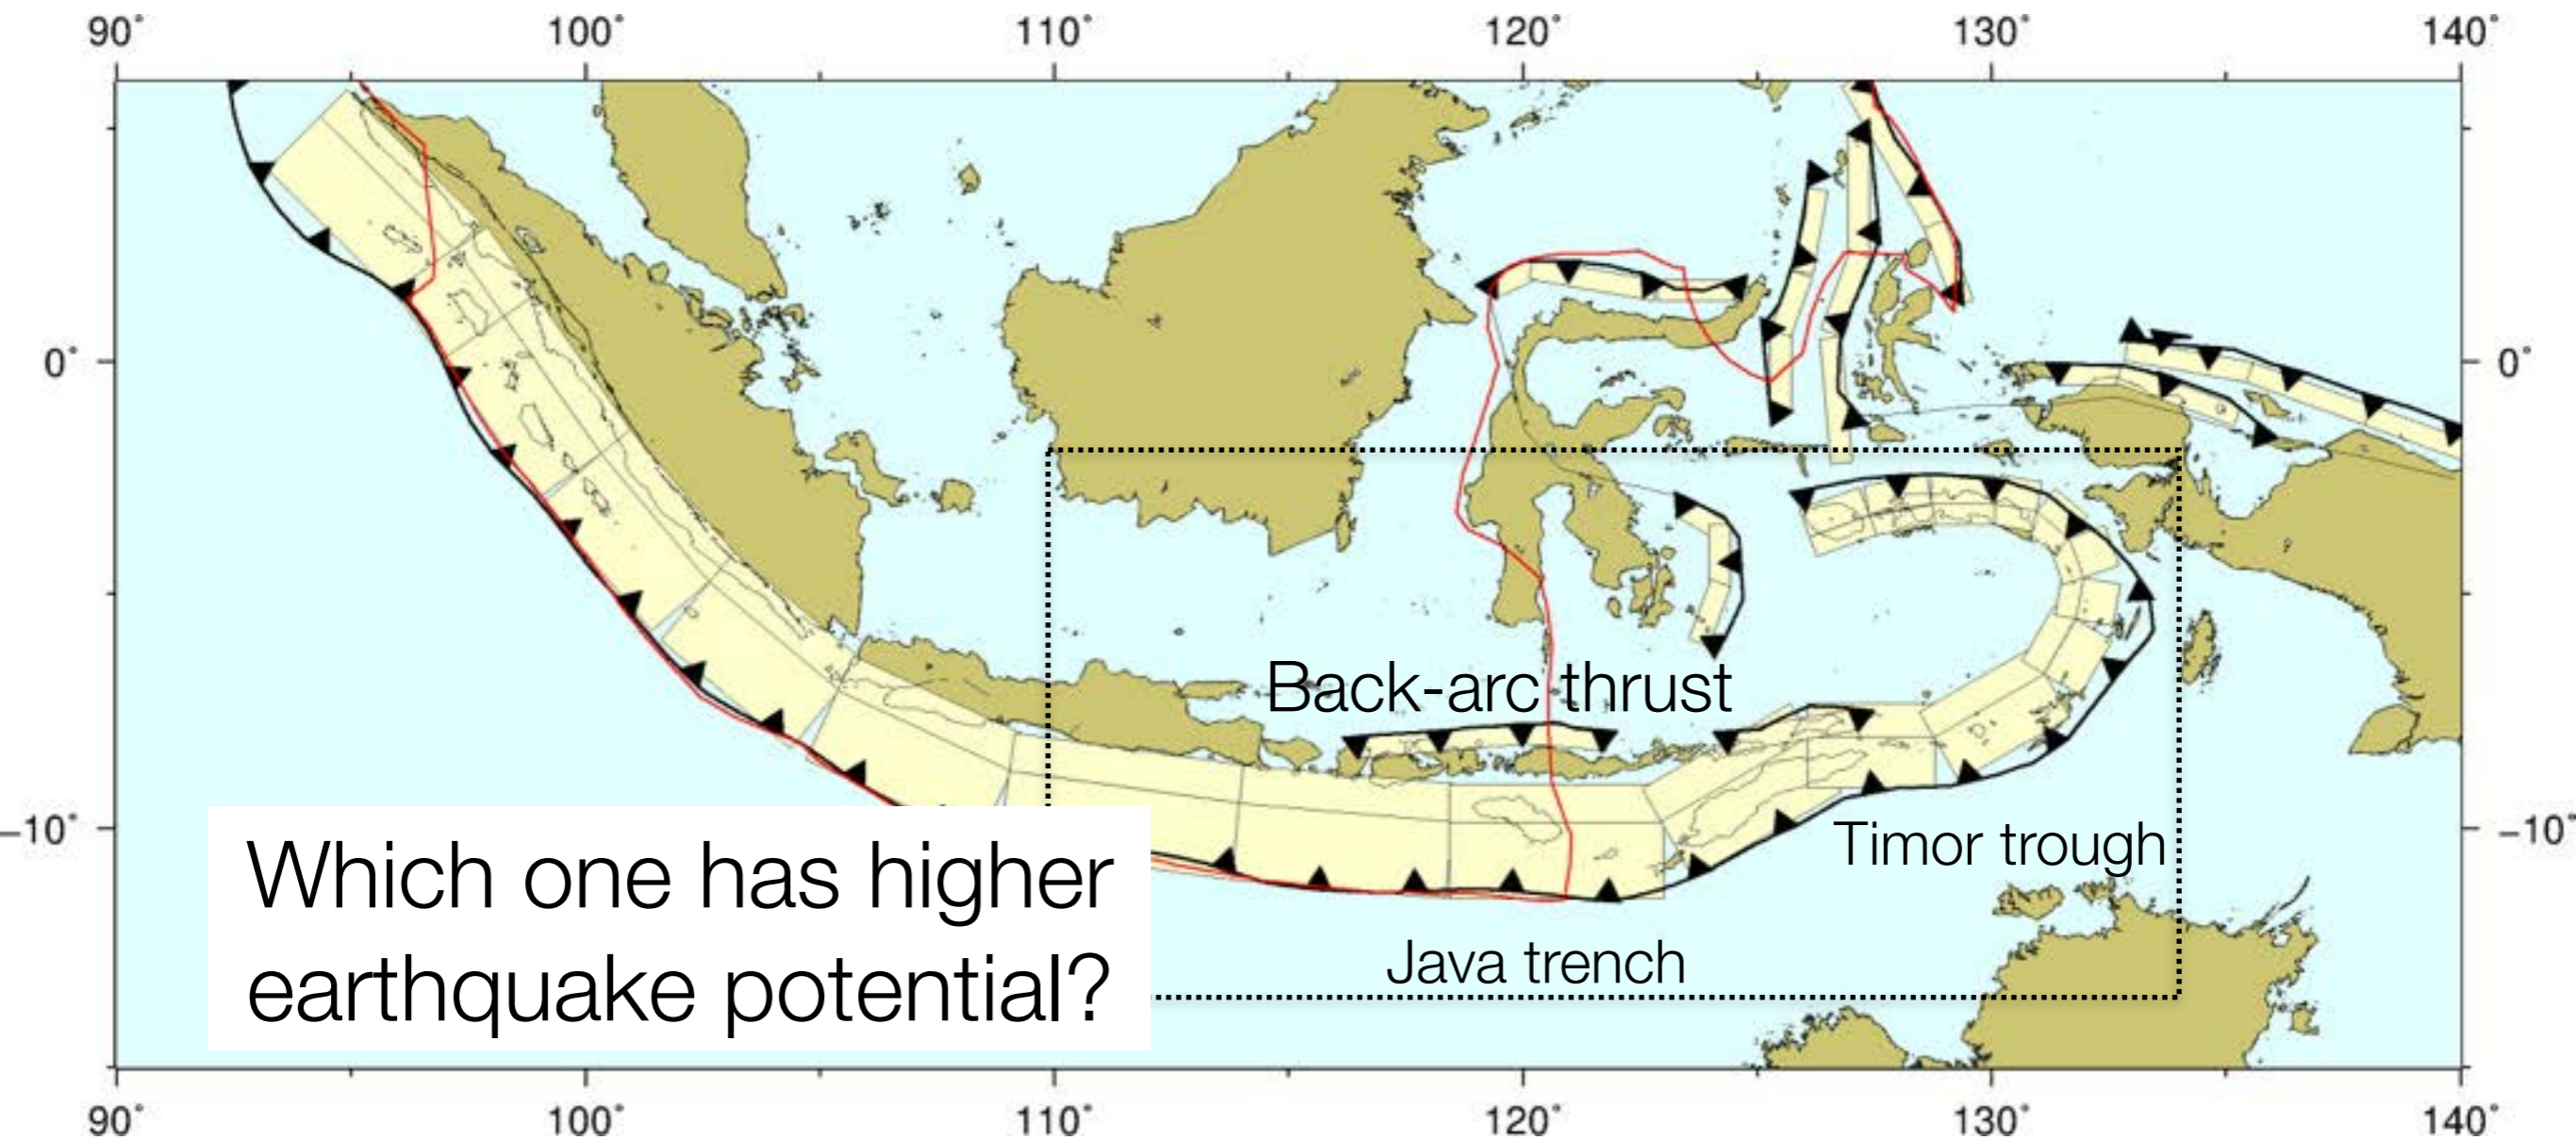 90° 100° 110° 120° 130° 140°
0° 0°
Back-arc thrust
-10° -10°
Timor trough
Which one has higher
earthquake potential?
Java trench
90° 100° 110° 120° 130° 140°